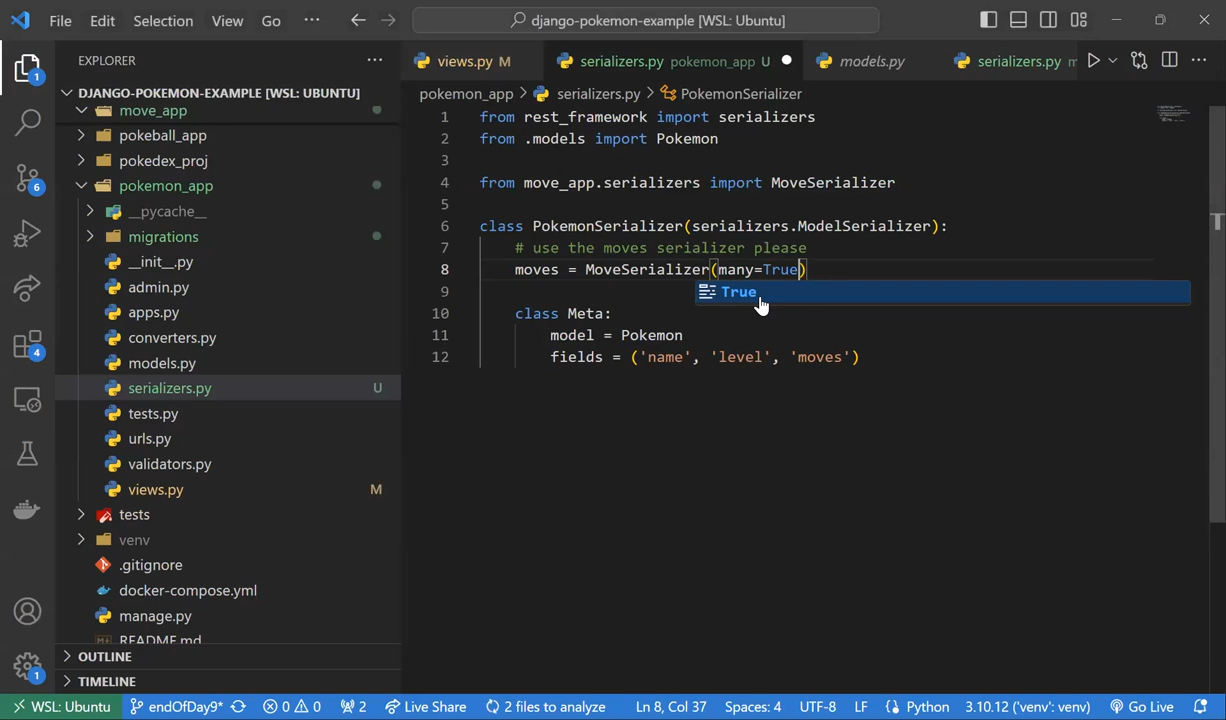 File Edit Selection View Go ··· django-pokemon-example [WSL: Ubuntu]
EXPLORER
DJANGO-POKEMON-EXAMPLE [WSL: UBUNTU]
move_app
pokeball_app
pokedex_proj
pokemon_app
__pycache__
migrations
__init__.py
admin.py
apps.py
converters.py
models.py
serializers.py U
tests.py
urls.py
validators.py
views.py M
tests
venv
.gitignore
docker-compose.yml
manage.py
README.md
OUTLINE
TIMELINE
1
6
4
1
views.py M serializers.py pokemon_app U models.py serializers.py m
pokemon_app > serializers.py > PokemonSerializer
1 from rest_framework import serializers
2 from .models import Pokemon
3
4 from move_app.serializers import MoveSerializer
5
6 class PokemonSerializer(serializers.ModelSerializer):
7 # use the moves serializer please
8 moves = MoveSerializer(many=True)
True
9
10 class Meta:
11 model = Pokemon
12 fields = ('name', 'level', 'moves')
WSL: Ubuntu endOfDay9* 0 0 2 Live Share 2 files to analyze Ln 8, Col 37 Spaces: 4 UTF-8 LF Python 3.10.12 ('venv': venv) Go Live